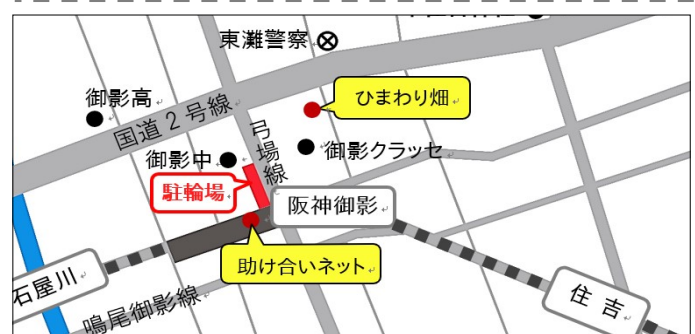 東灘警察
ひまわり畑
御影高
国道2号線
弓場線
御影クラッセ
御影中
駐輪場
阪神御影
助け合いネット
石屋川
住吉
鳴尾御影線